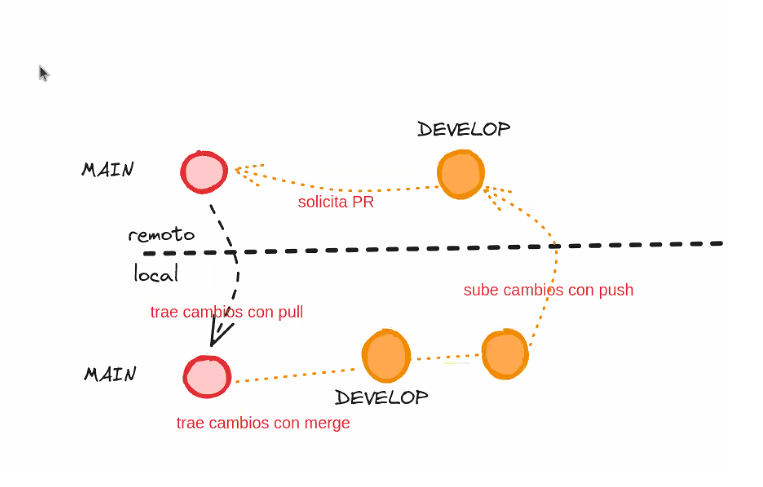 DEVELOP
MAIN
solicita PR
remoto
local
sube cambios con push
trae cambios con pull
MAIN
DEVELOP
trae cambios con merge